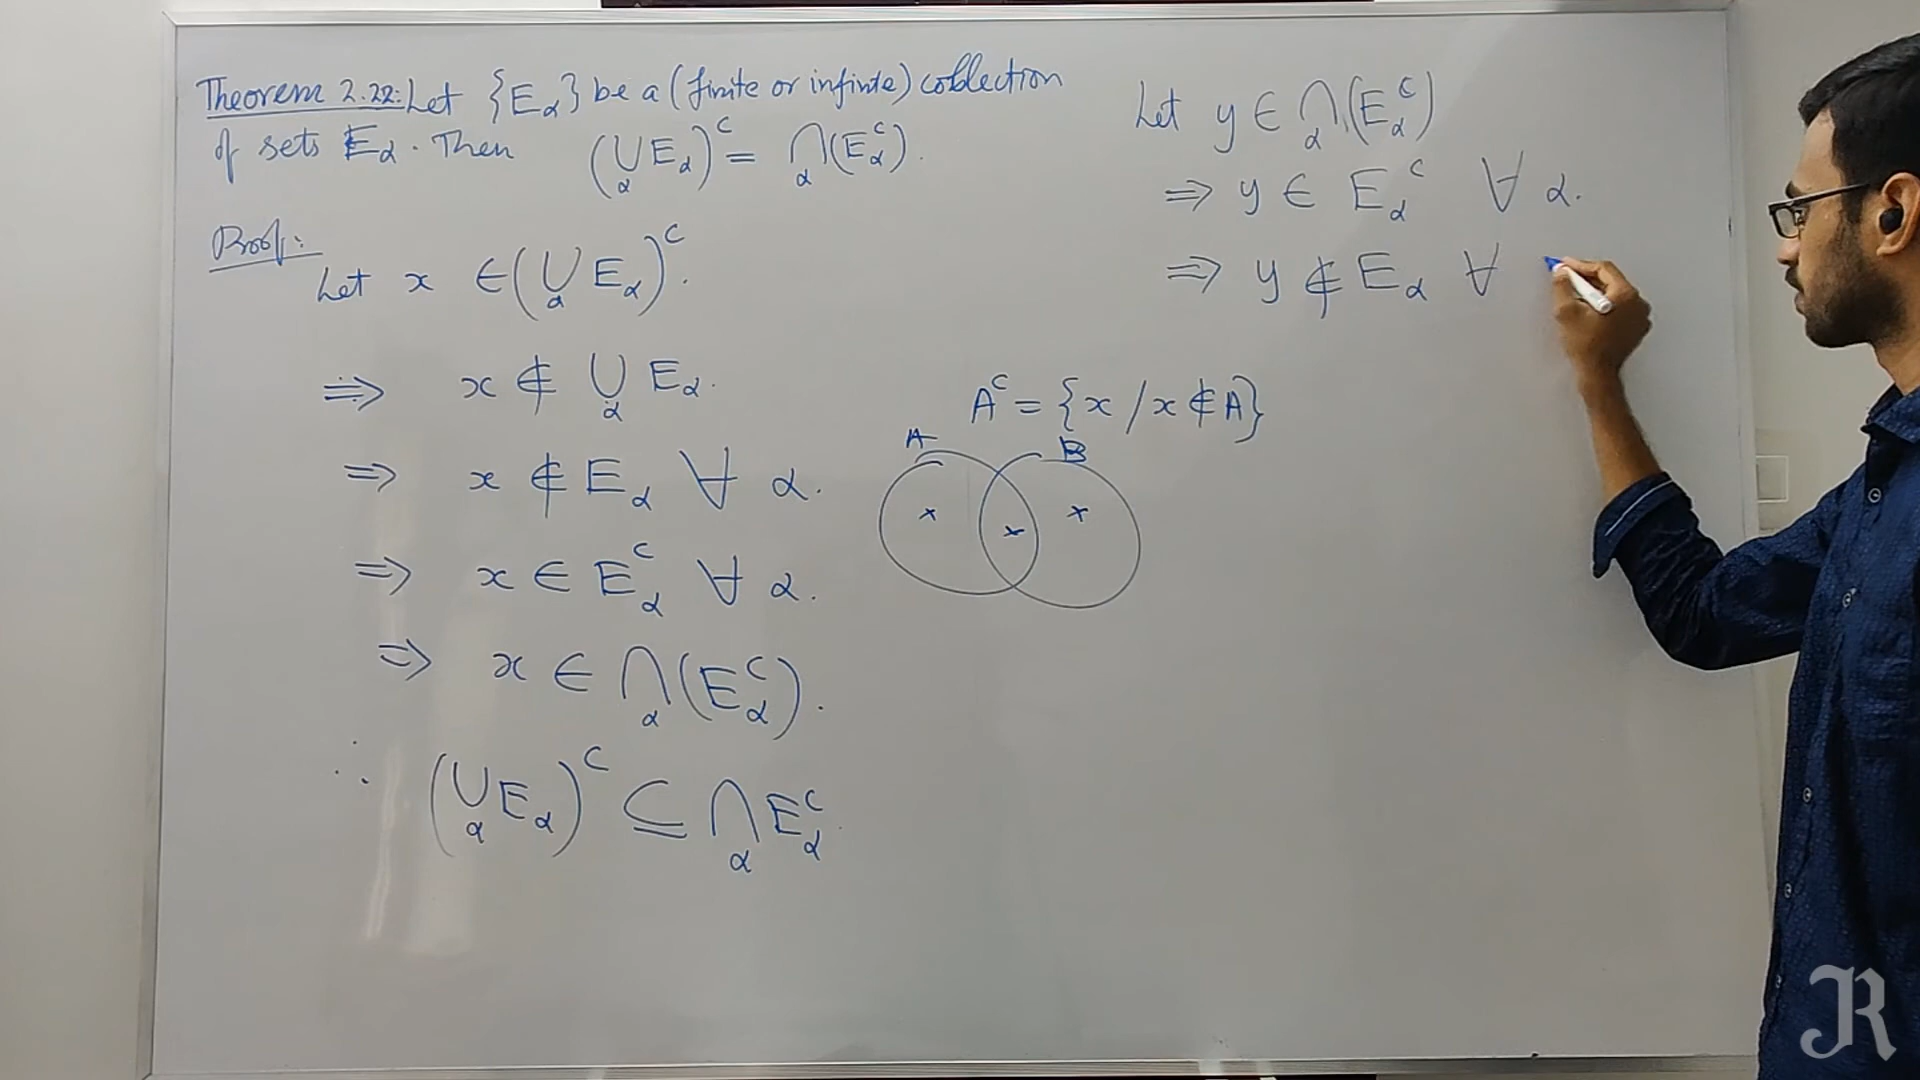 Theorem 2.22: Let {Eα} be a (finite or infinite) collection
of sets Eα. Then (⋃α Eα)ᶜ = ⋂α (Eαᶜ).
Proof:
Let x ∈ (⋃α Eα)ᶜ.
⇒ x ∉ ⋃α Eα.
⇒ x ∉ Eα ∀ α.
⇒ x ∈ Eαᶜ ∀ α.
⇒ x ∈ ⋂α (Eαᶜ).
∴ (⋃α Eα)ᶜ ⊆ ⋂α Eαᶜ.
Let y ∈ ⋂α (Eαᶜ)
⇒ y ∈ Eαᶜ ∀ α.
⇒ y ∉ Eα ∀
Aᶜ = {x / x ∉ A}
A B
x x x
R